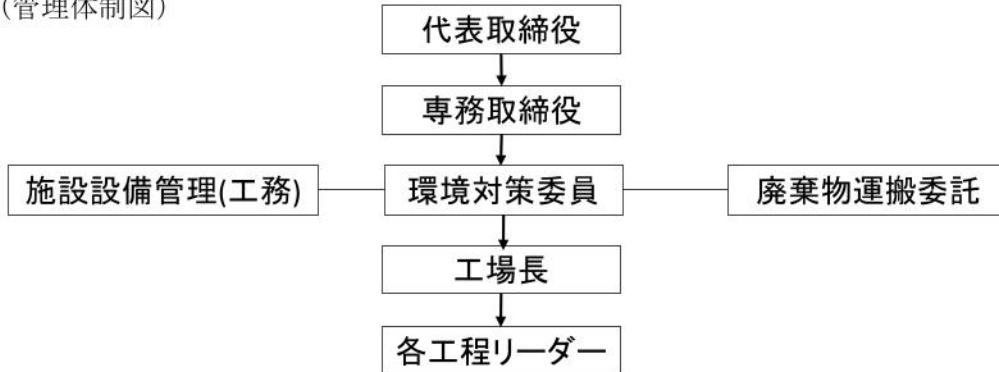 （管理体制図）
代表取締役
専務取締役
施設設備管理(工務)
環境対策委員
廃棄物運搬委託
工場長
各工程リーダー